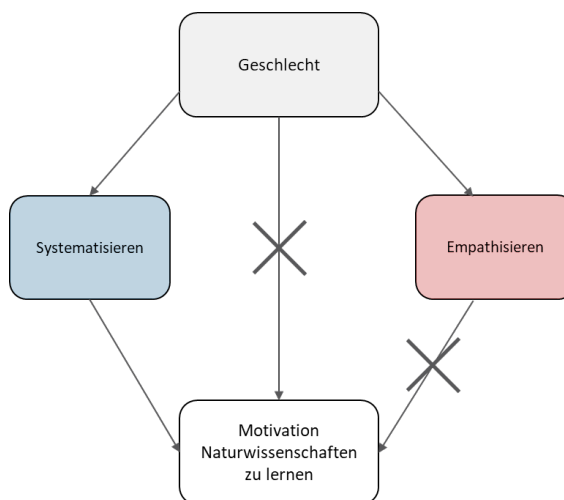 Geschlecht
Systematisieren
Empathisieren
Motivation
Naturwissenschaften
zu lernen